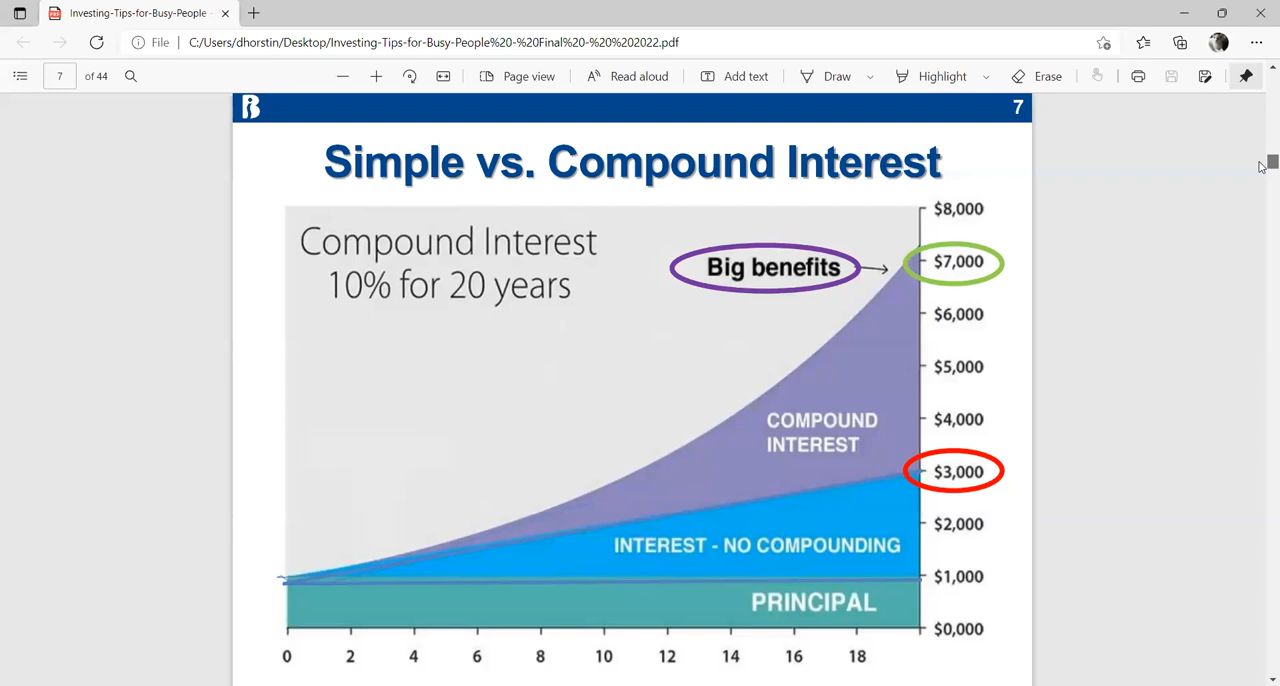 Investing-Tips-for-Busy-People
File
C:/Users/dhorstin/Desktop/Investing-Tips-for-Busy-People%20-%20Final%20-%20%202022.pdf
7 of 44
Page view
Read aloud
Add text
Draw
Highlight
Erase
B
7
Simple vs. Compound Interest
Compound Interest
10% for 20 years
Big benefits
$8,000
$7,000
$6,000
$5,000
$4,000
$3,000
$2,000
$1,000
$0,000
COMPOUND
INTEREST
INTEREST - NO COMPOUNDING
PRINCIPAL
0 2 4 6 8 10 12 14 16 18